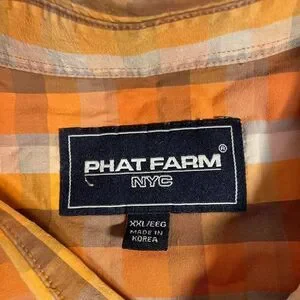 PHAT FARM ®
NYC
XXL/EEG
MADE IN
KOREA